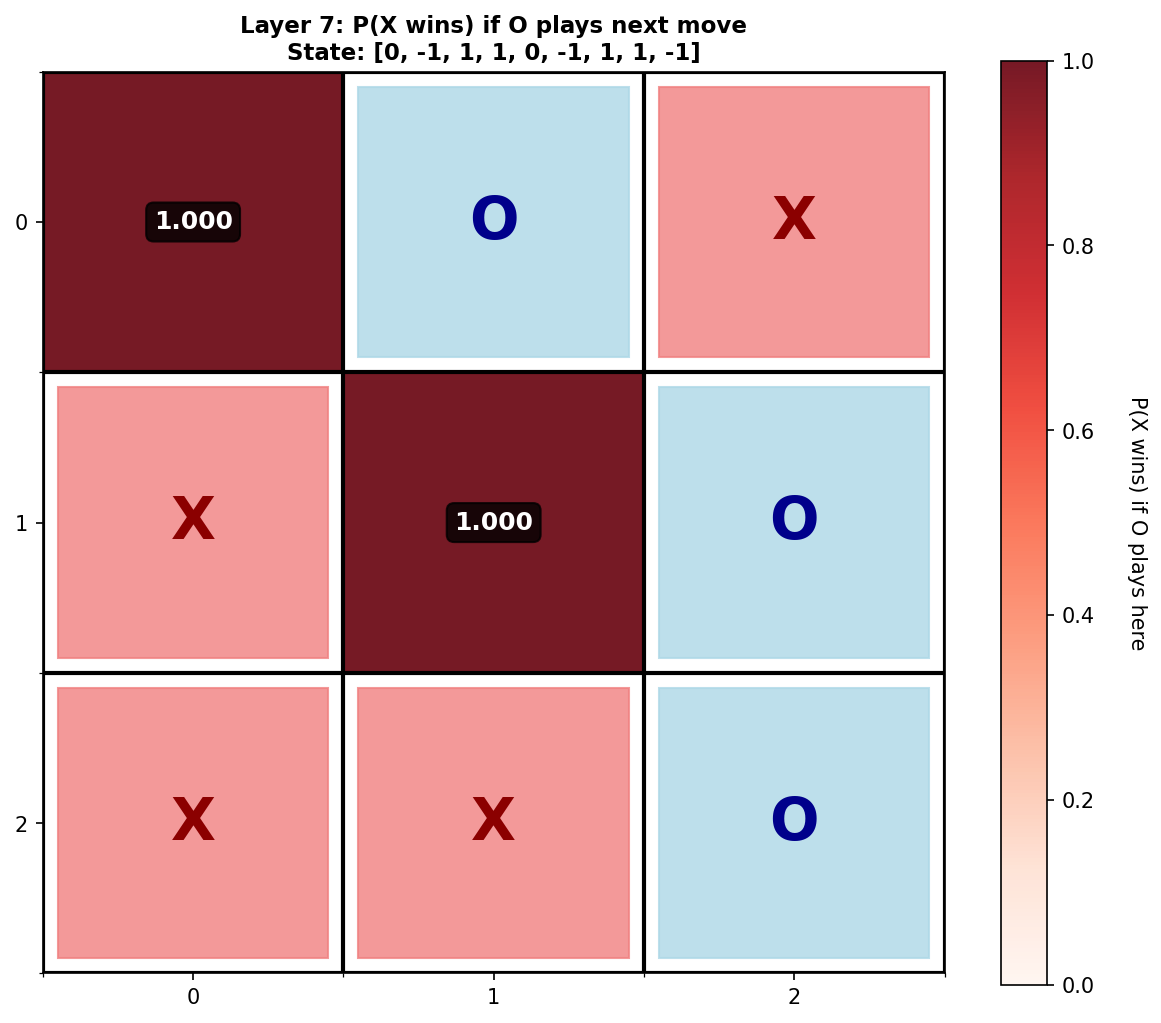 Layer 7: P(X wins) if O plays next move
State: [0, -1, 1, 1, 0, -1, 1, 1, -1]
0
1.000
O
X
1
X
1.000
O
2
X
X
O
0
1
2
1.0
0.8
0.6
0.4
0.2
0.0
P(X wins) if O plays here